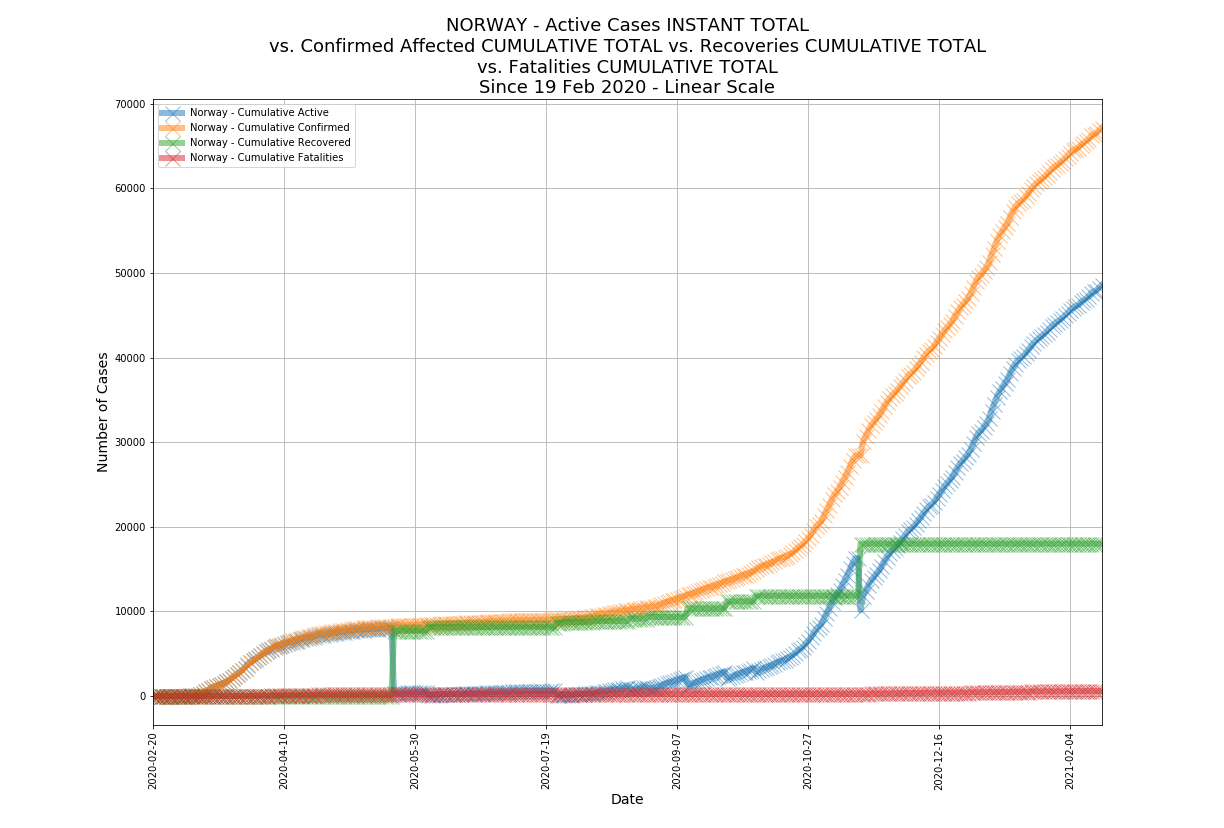 NORWAY - Active Cases INSTANT TOTAL
vs. Confirmed Affected CUMULATIVE TOTAL vs. Recoveries CUMULATIVE TOTAL
vs. Fatalities CUMULATIVE TOTAL
Since 19 Feb 2020 - Linear Scale
Norway - Cumulative Active
Norway - Cumulative Confirmed
Norway - Cumulative Recovered
Norway - Cumulative Fatalities
Number of Cases
70000
60000
50000
40000
30000
20000
10000
0
2020-02-20
2020-04-10
2020-05-30
2020-07-19
2020-09-07
2020-10-27
2020-12-16
2021-02-04
Date